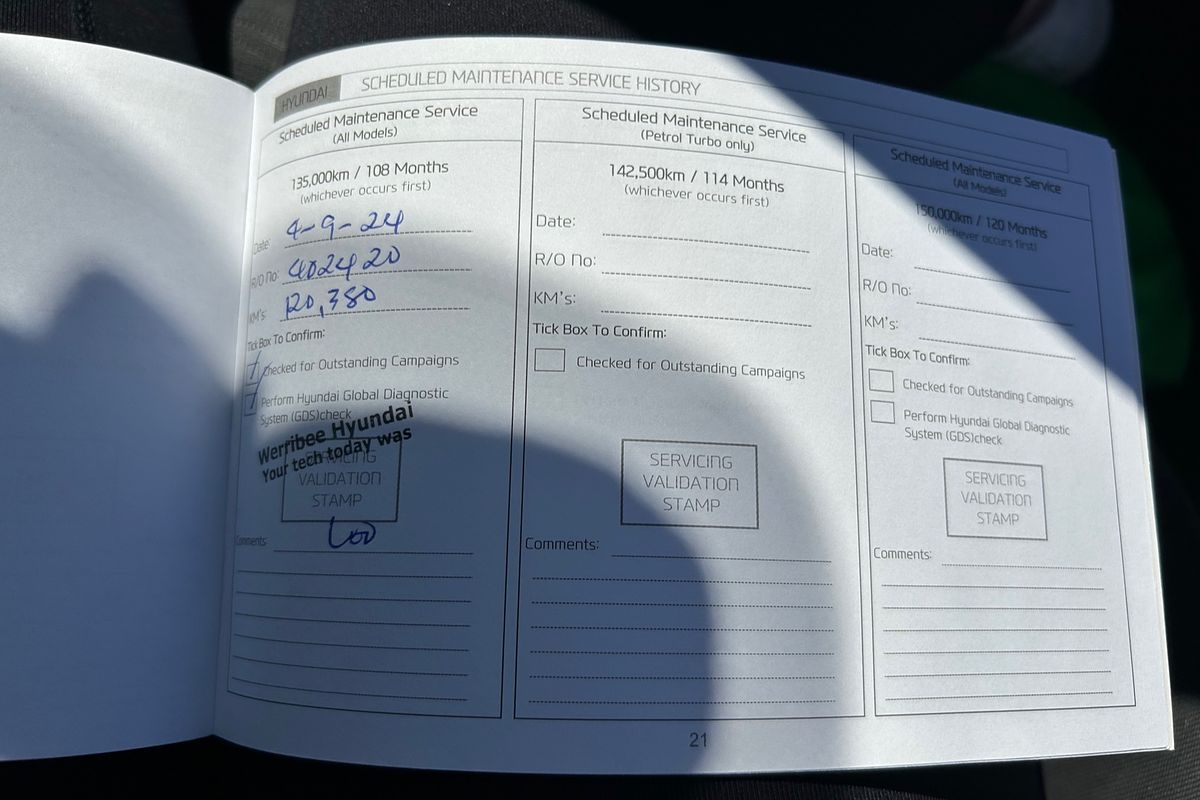 HYUNDAI
SCHEDULED MAINTENANCE SERVICE HISTORY
Scheduled Maintenance Service
(All Models)
135,000km / 108 Months
(whichever occurs first)
Date: 4-9-24
R/O No: 402420
KM's: 120,380
Tick Box To Confirm:
Checked for Outstanding Campaigns
Perform Hyundai Global Diagnostic
System (GDS)check
Werribee Hyundai
Your tech today was
SERVICING
VALIDATION
STAMP
Comments:
Scheduled Maintenance Service
(Petrol Turbo only)
142,500km / 114 Months
(whichever occurs first)
Date:
R/O No:
KM's:
Tick Box To Confirm:
Checked for Outstanding Campaigns
SERVICING
VALIDATION
STAMP
Comments:
Scheduled Maintenance Service
(All Models)
150,000km / 120 Months
(whichever occurs first)
Date:
R/O No:
KM's:
Tick Box To Confirm:
Checked for Outstanding Campaigns
Perform Hyundai Global Diagnostic
System (GDS)check
SERVICING
VALIDATION
STAMP
Comments:
21